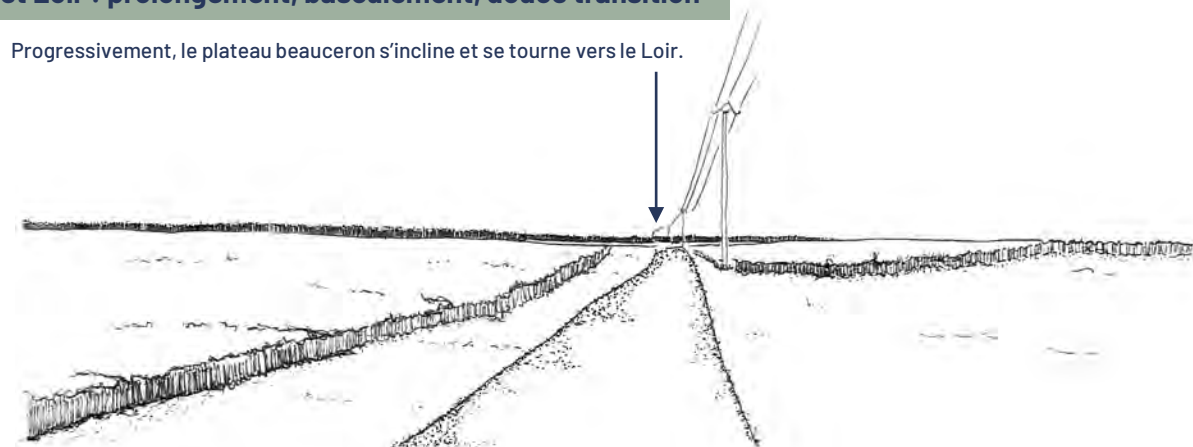 et Loir : prolongement, basculement, douce transition
Progressivement, le plateau beauceron s’incline et se tourne vers le Loir.